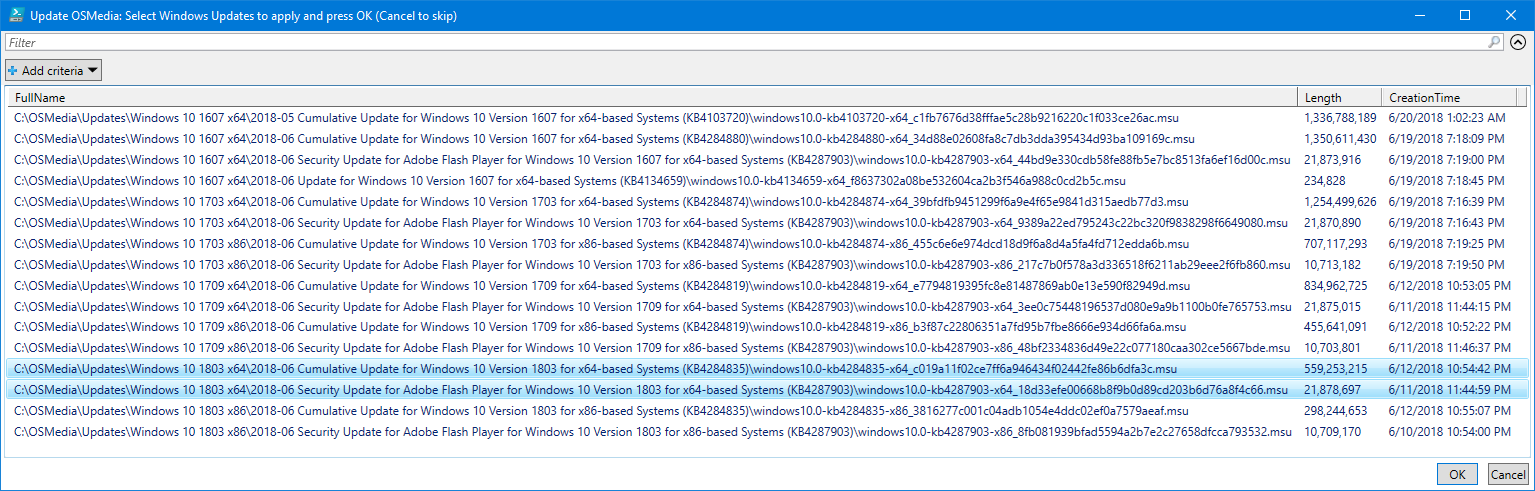 Update OSMedia: Select Windows Updates to apply and press OK (Cancel to skip)
Filter
Add criteria
FullName Length CreationTime
C:\OSMedia\Updates\Windows 10 1607 x64\2018-05 Cumulative Update for Windows 10 Version 1607 for x64-based Systems (KB4103720)\windows10.0-kb4103720-x64_c1fb7676d38fffae5c28b9216220c1f033ce26ac.msu 1,336,788,189 6/20/2018 1:02:23 AM
C:\OSMedia\Updates\Windows 10 1607 x64\2018-06 Cumulative Update for Windows 10 Version 1607 for x64-based Systems (KB4284880)\windows10.0-kb4284880-x64_34d88e02608fa8c7db3dda395434d93ba109169c.msu 1,350,611,430 6/19/2018 7:18:09 PM
C:\OSMedia\Updates\Windows 10 1607 x64\2018-06 Security Update for Adobe Flash Player for Windows 10 Version 1607 for x64-based Systems (KB4287903)\windows10.0-kb4287903-x64_44bd9e330cdb58fe88fb5e7bc8513fa6ef16d00c.msu 21,873,916 6/19/2018 7:19:00 PM
C:\OSMedia\Updates\Windows 10 1607 x64\2018-06 Update for Windows 10 Version 1607 for x64-based Systems (KB4134659)\windows10.0-kb4134659-x64_f8637302a08be532604ca2b3f546a988c0cd2b5c.msu 234,828 6/19/2018 7:18:45 PM
C:\OSMedia\Updates\Windows 10 1703 x64\2018-06 Cumulative Update for Windows 10 Version 1703 for x64-based Systems (KB4284874)\windows10.0-kb4284874-x64_39bfdfb9451299f6a9e4f65e9841d315aedb77d3.msu 1,254,499,626 6/19/2018 7:16:39 PM
C:\OSMedia\Updates\Windows 10 1703 x64\2018-06 Security Update for Adobe Flash Player for Windows 10 Version 1703 for x64-based Systems (KB4287903)\windows10.0-kb4287903-x64_9389a22ed795243c22bc320f9838298f6649080.msu 21,870,890 6/19/2018 7:16:43 PM
C:\OSMedia\Updates\Windows 10 1703 x86\2018-06 Cumulative Update for Windows 10 Version 1703 for x86-based Systems (KB4284874)\windows10.0-kb4284874-x86_455c6e6e974dcd18d9f6a8d4a5fa4fd712edda6b.msu 707,117,293 6/19/2018 7:19:25 PM
C:\OSMedia\Updates\Windows 10 1703 x86\2018-06 Security Update for Adobe Flash Player for Windows 10 Version 1703 for x86-based Systems (KB4287903)\windows10.0-kb4287903-x86_217c7b0f578a3d336518f6211ab29eee2f6fb860.msu 10,713,182 6/19/2018 7:19:50 PM
C:\OSMedia\Updates\Windows 10 1709 x64\2018-06 Cumulative Update for Windows 10 Version 1709 for x64-based Systems (KB4284819)\windows10.0-kb4284819-x64_e7794819395fc8e81487869ab0e13e590f82949d.msu 834,962,725 6/12/2018 10:53:05 PM
C:\OSMedia\Updates\Windows 10 1709 x64\2018-06 Security Update for Adobe Flash Player for Windows 10 Version 1709 for x64-based Systems (KB4287903)\windows10.0-kb4287903-x64_3ee0c75448196537d080e9a9b1100b0fe765753.msu 21,875,015 6/11/2018 11:44:15 PM
C:\OSMedia\Updates\Windows 10 1709 x86\2018-06 Cumulative Update for Windows 10 Version 1709 for x86-based Systems (KB4284819)\windows10.0-kb4284819-x86_b3f87c22806351a7fd95b7fbe8666e934d66fa6a.msu 455,641,091 6/12/2018 10:52:22 PM
C:\OSMedia\Updates\Windows 10 1709 x86\2018-06 Security Update for Adobe Flash Player for Windows 10 Version 1709 for x86-based Systems (KB4287903)\windows10.0-kb4287903-x86_48bf2334836d49e22c077180caa302ce5667bde.msu 10,703,801 6/11/2018 11:46:37 PM
C:\OSMedia\Updates\Windows 10 1803 x64\2018-06 Cumulative Update for Windows 10 Version 1803 for x64-based Systems (KB4284835)\windows10.0-kb4284835-x64_c019a11f02ce7ff6a946434f02442fe86b6dfa3c.msu 559,253,215 6/12/2018 10:54:42 PM
C:\OSMedia\Updates\Windows 10 1803 x64\2018-06 Security Update for Adobe Flash Player for Windows 10 Version 1803 for x64-based Systems (KB4287903)\windows10.0-kb4287903-x64_18d33efe00668b8f9b0d89cd203b6d76a8f4c66.msu 21,878,697 6/11/2018 11:44:59 PM
C:\OSMedia\Updates\Windows 10 1803 x86\2018-06 Cumulative Update for Windows 10 Version 1803 for x86-based Systems (KB4284835)\windows10.0-kb4284835-x86_3816277c001c04adb1054e4ddc02ef0a7579aeaf.msu 298,244,653 6/12/2018 10:55:07 PM
C:\OSMedia\Updates\Windows 10 1803 x86\2018-06 Security Update for Adobe Flash Player for Windows 10 Version 1803 for x86-based Systems (KB4287903)\windows10.0-kb4287903-x86_8fb081939bfad5594a2b7e2c27658dfcca793532.msu 10,709,170 6/10/2018 10:54:00 PM
OK Cancel